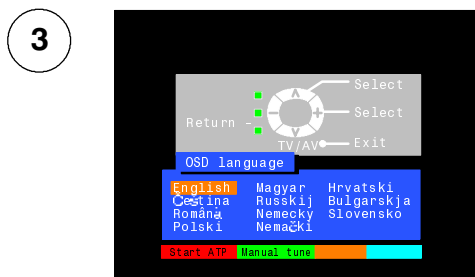 3
Select
Select
Return -
TV/AV
Exit
OSD language
English Magyar Hrvatski
Čeština Russkij Bulgarskja
Română Nemecky Slovensko
Polski Nemački
Start ATP Manual tune